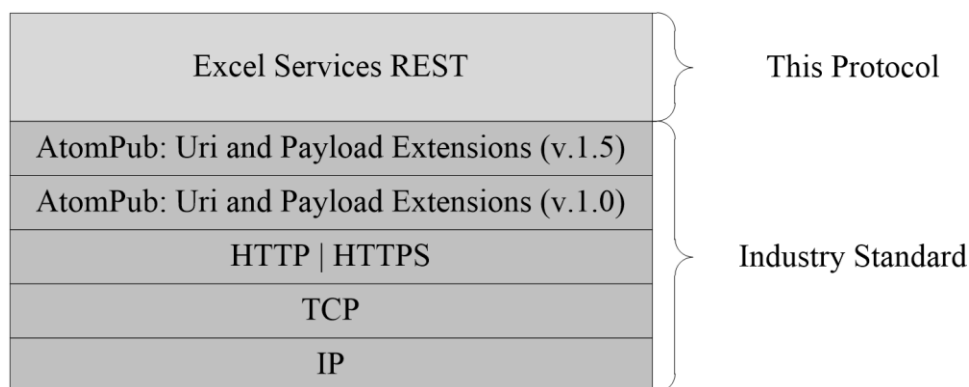 Excel Services REST
This Protocol
AtomPub: Uri and Payload Extensions (v.1.5)
AtomPub: Uri and Payload Extensions (v.1.0)
HTTP | HTTPS
Industry Standard
TCP
IP